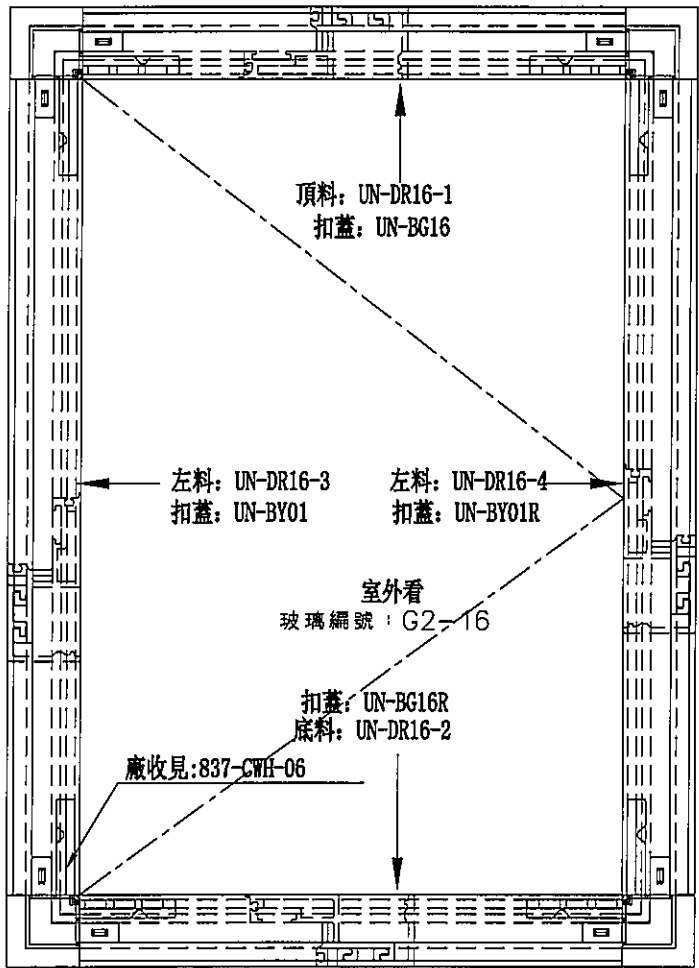 頂料: UN-DR16-1
扣蓋: UN-BG16
左料: UN-DR16-3
扣蓋: UN-BY01
左料: UN-DR16-4
扣蓋: UN-BY01R
室外看
玻璃編號：G2-16
扣蓋: UN-BG16R
底料: UN-DR16-2
廠收見:837-CWH-06